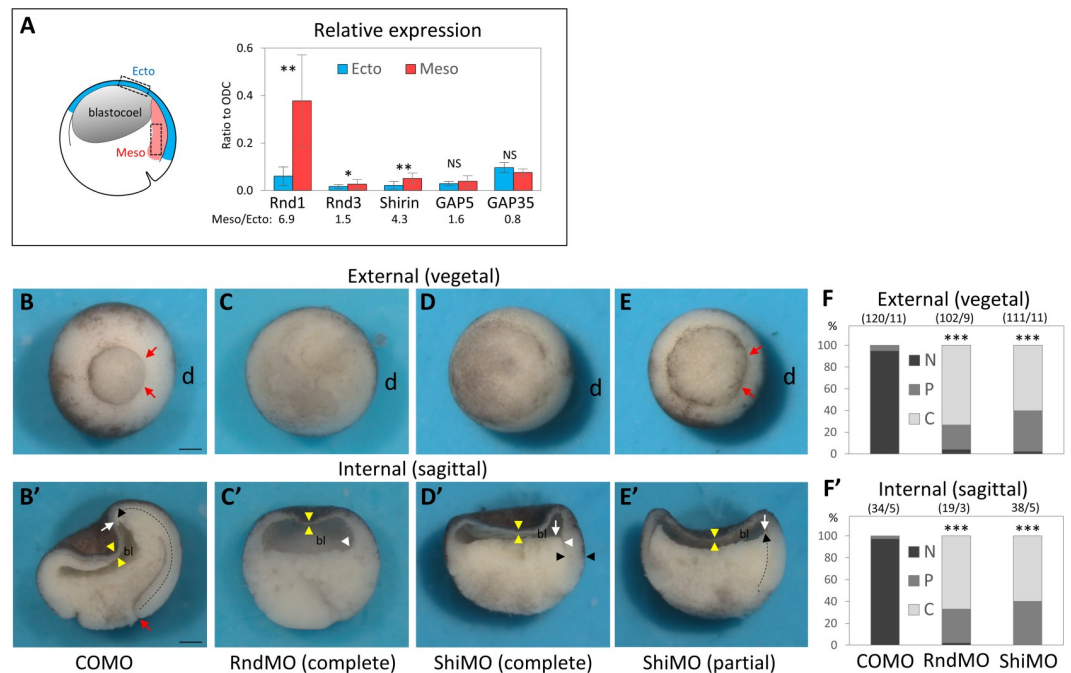 A
Relative expression
Ecto
blastocoel
Meso
Ratio to ODC
0.6
0.4
0.2
0.0
Ecto Meso
**
*
**
NS
NS
Rnd1 Rnd3 Shirin GAP5 GAP35
Meso/Ecto: 6.9 1.5 4.3 1.6 0.8
External (vegetal)
B d
C d
D d
E d
Internal (sagittal)
B' bl
C' bl
D' bl
E' bl
COMO RndMO (complete) ShiMO (complete) ShiMO (partial)
F
External (vegetal)
(120/11) (102/9) (111/11)
%
*** ***
100
80
60
40
20
0
N
P
C
F'
Internal (sagittal)
(34/5) (19/3) 38/5)
%
*** ***
100
80
60
40
20
0
N
P
C
COMO RndMO ShiMO